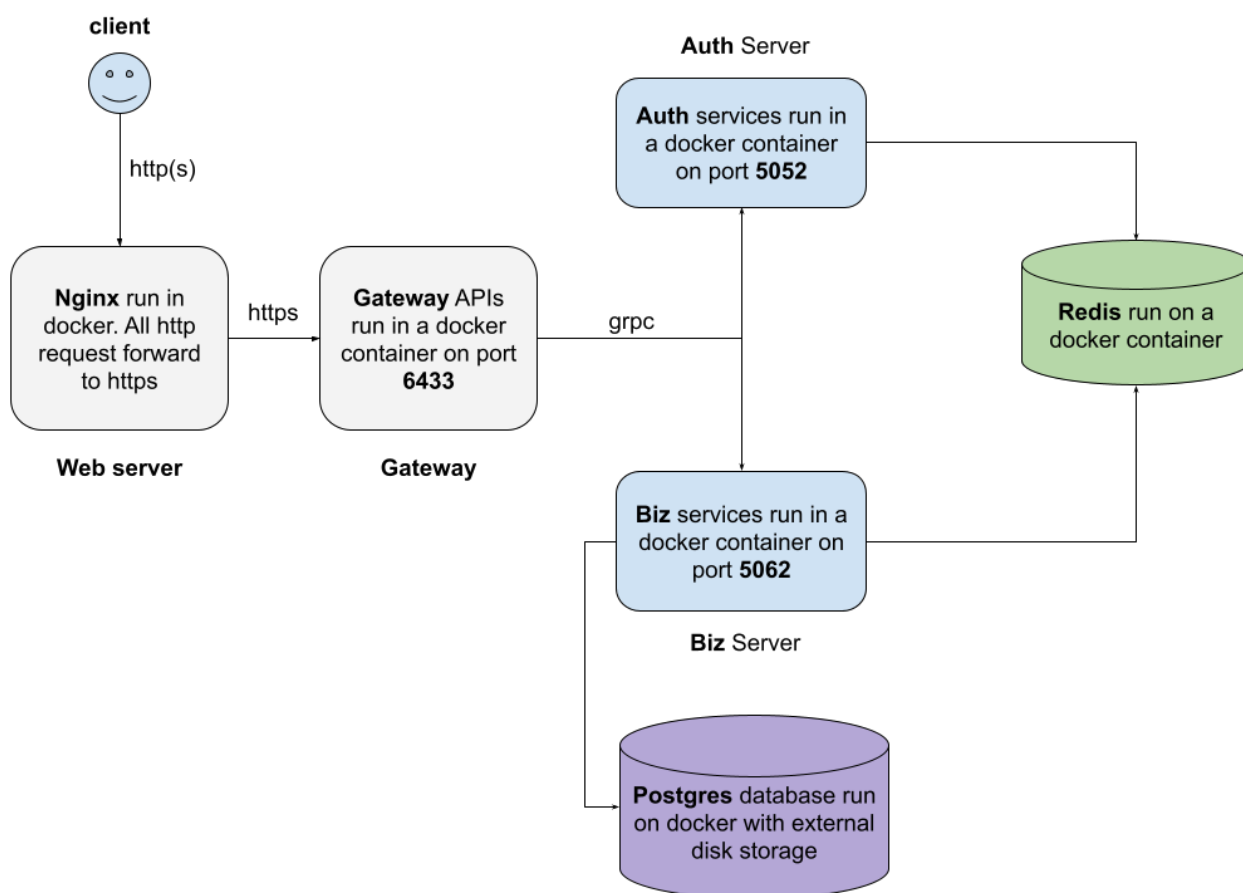 client
http(s)
Nginx run in
docker. All http
request forward
to https
Web server
https
Gateway APIs
run in a docker
container on port
6433
Gateway
grpc
Auth Server
Auth services run in
a docker container
on port 5052
Redis run on a
docker container
Biz services run in a
docker container on
port 5062
Biz Server
Postgres database run
on docker with external
disk storage